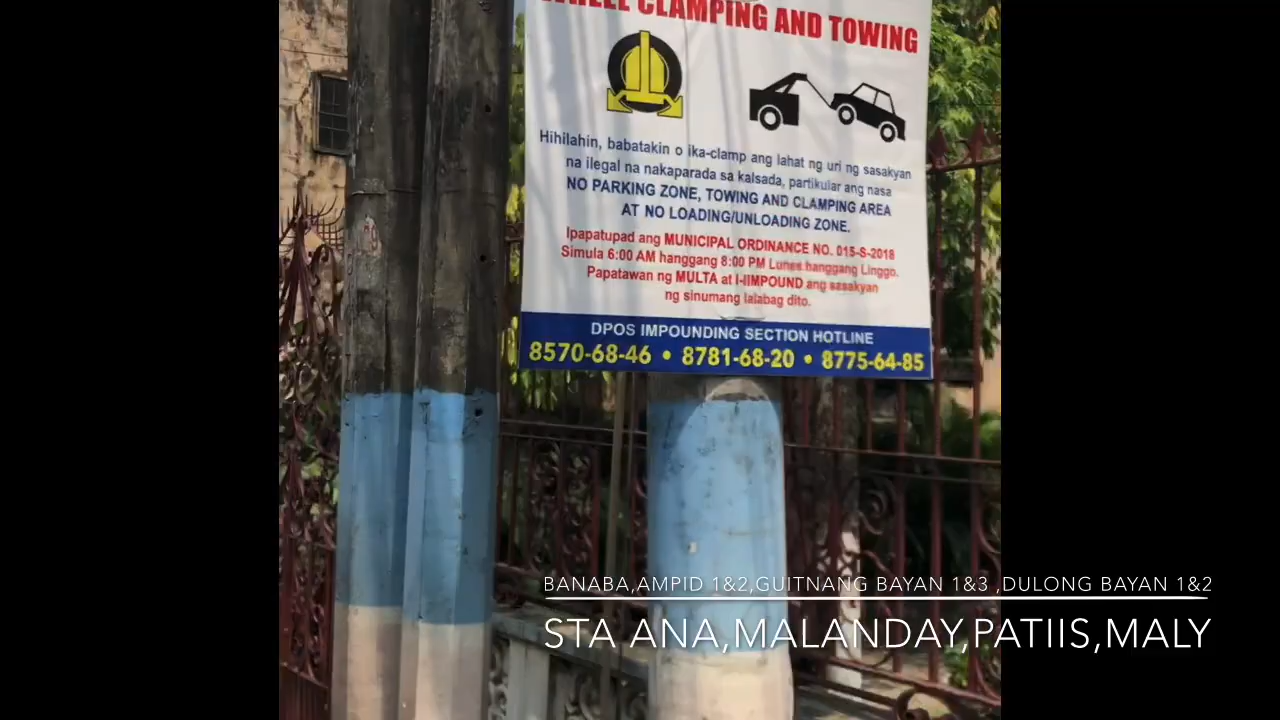 WHEEL CLAMPING AND TOWING
Hihilahin, babatakin o ika-clamp ang lahat ng uri ng sasakyan
na ilegal na nakaparada sa kalsada, partikular ang nasa
NO PARKING ZONE, TOWING AND CLAMPING AREA
AT NO LOADING/UNLOADING ZONE.
Ipapatupad ang MUNICIPAL ORDINANCE NO. 015-S-2018
Simula 6:00 AM hanggang 8:00 PM Lunes hanggang Linggo.
Papatawan ng MULTA at I-IIMPOUND ang sasakyan
ng sinumang lalabag dito.
DPOS IMPOUNDING SECTION HOTLINE
8570-68-46 • 8781-68-20 • 8775-64-85
BANABA,AMPID 1&2,GUITNANG BAYAN 1&3 ,DULONG BAYAN 1&2
STA ANA,MALANDAY,PATIIS,MALY